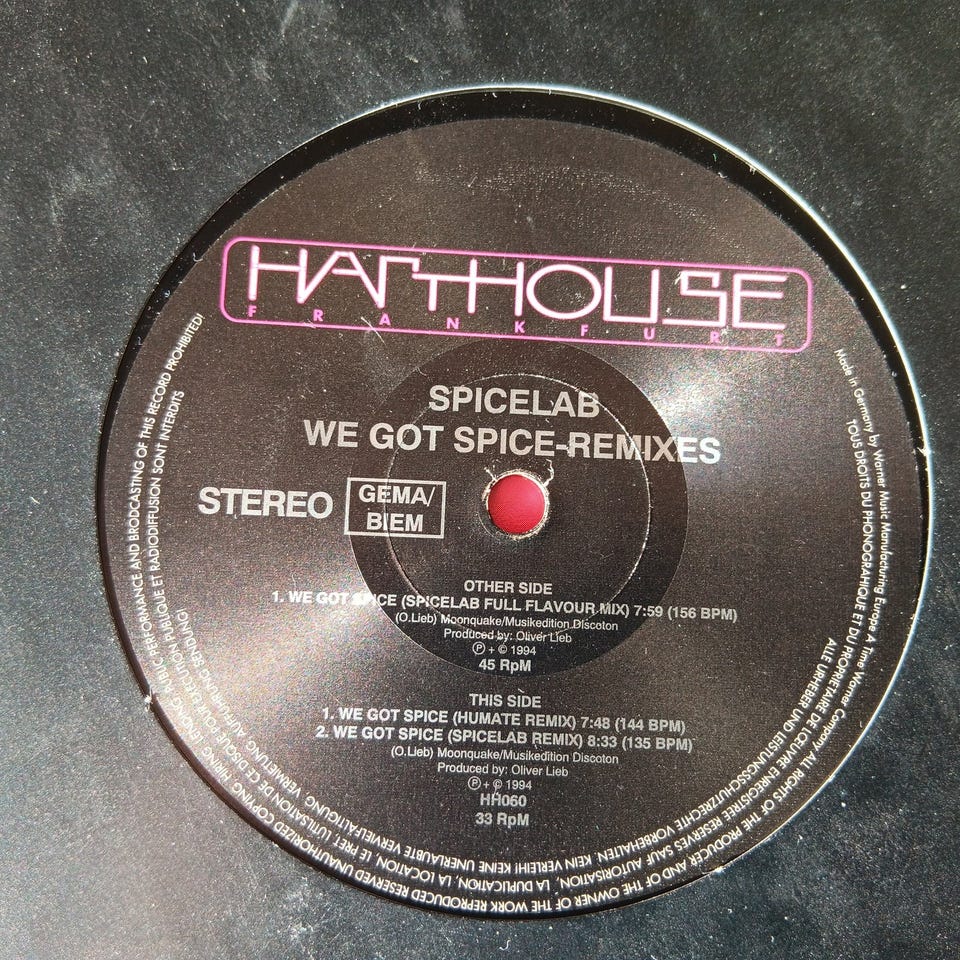 HARTHOUSE
FRANKFURT
SPICELAB
WE GOT SPICE-REMIXES
STEREO
GEMA/
BIEM
OTHER SIDE
1. WE GOT SPICE (SPICELAB FULL FLAVOUR MIX) 7:59 (156 BPM)
(O.Lieb) Moonquake/Musikedition Discoton
Produced by: Oliver Lieb
Ⓟ + © 1994
45 RpM
THIS SIDE
1. WE GOT SPICE (HUMATE REMIX) 7:48 (144 BPM)
2. WE GOT SPICE (SPICELAB REMIX) 8:33 (135 BPM)
(O.Lieb) Moonquake/Musikedition Discoton
Produced by: Oliver Lieb
Ⓟ + © 1994
HH060
33 RpM
Made in Germany by Warner Music Manufacturing Europe A Time Warner Company ALL RIGHTS OF THE PRODUCER AND OF THE OWNER OF THE WORK REPRODUCED RESERVED UNAUTHORIZED COPYING HIRING LENDING PUBLIC PERFORMANCE AND BRODCASTING OF THIS RECORD PROHIBITED!
TOUS DROITS DU PHONOGRAHIQUE ET DU PROPRIETAIRE DE L'ŒUVRE ENREGISTREE RESERVES SAUF AUTORISATION, LA DUPLICATION, LA LOCATION, LE PRET, L'UTILSATION DE CE DISQUE POUR EXECUTION PUBLIQUE ET RADIODIFFUSION SONT INTERDITS
ALLE URHEBER UND LEISTUNGSSCHUTZRECHTE VORBEHALTEN. KEIN VERLEIH! KEINE UNERLAUBTE VERVIELFÄLTIGUNG VERMIETUNG, AUFFÜHRUNG, SENDUNG!